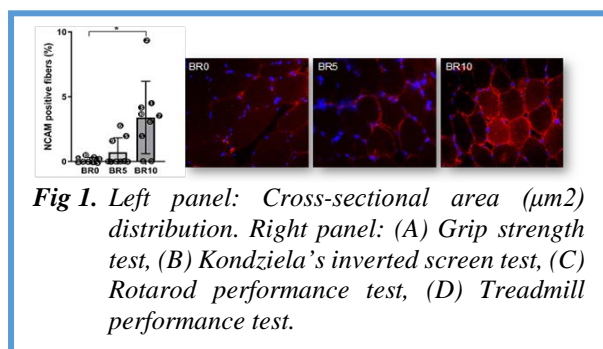 *
10
NCAM positive fibers (%)
5
0
BR0 BR5 BR10
BR0
BR5
BR10
Fig 1. Left panel: Cross-sectional area (μm2)
distribution. Right panel: (A) Grip strength
test, (B) Kondziela's inverted screen test, (C)
Rotarod performance test, (D) Treadmill
performance test.